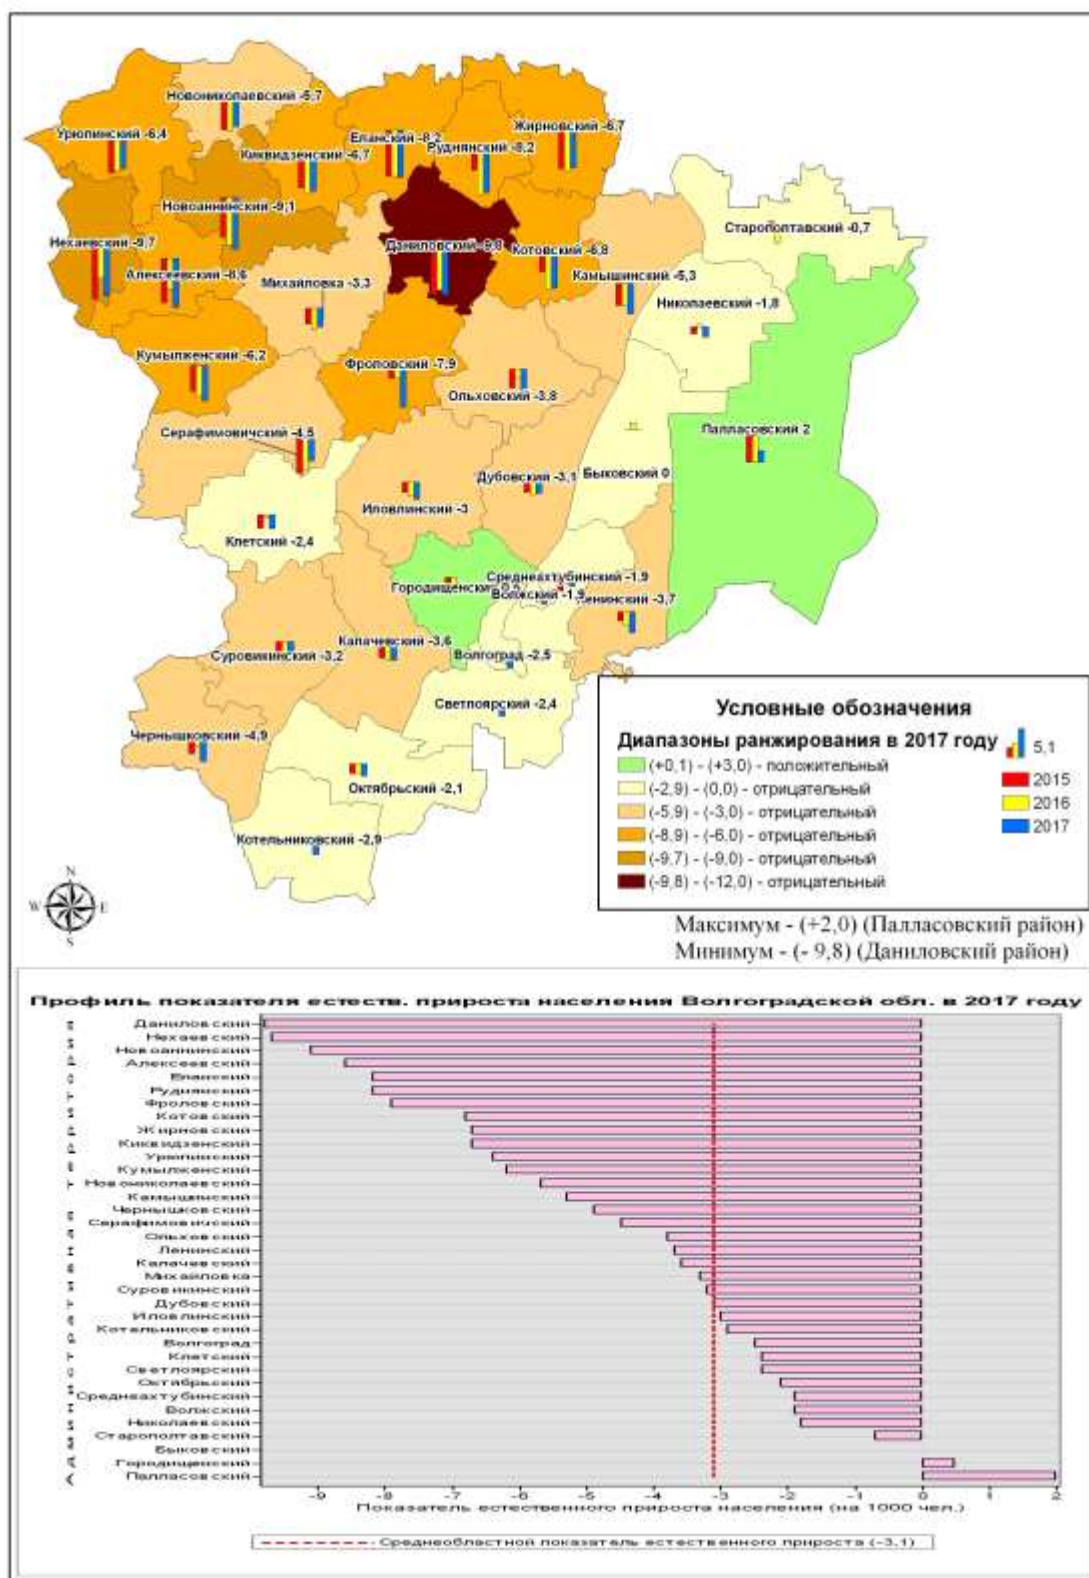 Новониколаевский -5,7
Урюпинский -6,4
Еланский -8,2
Жирновский -6,7
Руднянский -8,2
Киквидзенский -6,7
Новоаннинский -9,1
Старополтавский -0,7
Нехаевский -9,7
Даниловский -9,8
Котовский -6,8
Алексеевский -8,6
Камышинский -5,3
Михайловка -3,3
Николаевский -1,8
Кумылженский -6,2
Фроловский -7,9
Ольховский -3,8
Палласовский 2
Серафимовичский -4,5
Дубовский -3,1
Быковский 0
Иловлинский -3
Клетский -2,4
Городищенский
Среднеахтубинский -1,9
Волжский -1,9
Ленинский -3,7
Калачевский -3,6
Суровикинский -3,2
Волгоград -2,5
Светлоярский -2,4
Чернышковский -4,9
Октябрьский -2,1
Котельниковский -2,9
Условные обозначения
Диапазоны ранжирования в 2017 году
5,1
(+0,1) - (+3,0) - положительный
(-2,9) - (0,0) - отрицательный
(-5,9) - (-3,0) - отрицательный
(-8,9) - (-6,0) - отрицательный
(-9,7) - (-9,0) - отрицательный
(-9,8) - (-12,0) - отрицательный
2015
2016
2017
N
W E
S
Максимум - (+2,0) (Палласовский район)
Минимум - (- 9,8) (Даниловский район)
Профиль показателя естеств. прироста населения Волгоградской обл. в 2017 году
Даниловский
Нехаевский
Новоаннинский
Алексеевский
Еланский
Руднянский
Фроловский
Котовский
Жирновский
Киквидзенский
Урюпинский
Кумылженский
Новониколаевский
Камышинский
Чернышковский
Серафимовичский
Ольховский
Ленинский
Калачевский
Михайловка
Суровикинский
Дубовский
Иловлинский
Котельниковский
Волгоград
Клетский
Светлоярский
Октябрьский
Среднеахтубинский
Волжский
Николаевский
Старополтавский
Быковский
Городищенский
Палласовский
-9 -8 -7 -6 -5 -4 -3 -2 -1 0 1 2
Показатель естественного прироста населения (на 1000 чел.)
Среднеобластной показатель естественного прироста (-3,1)